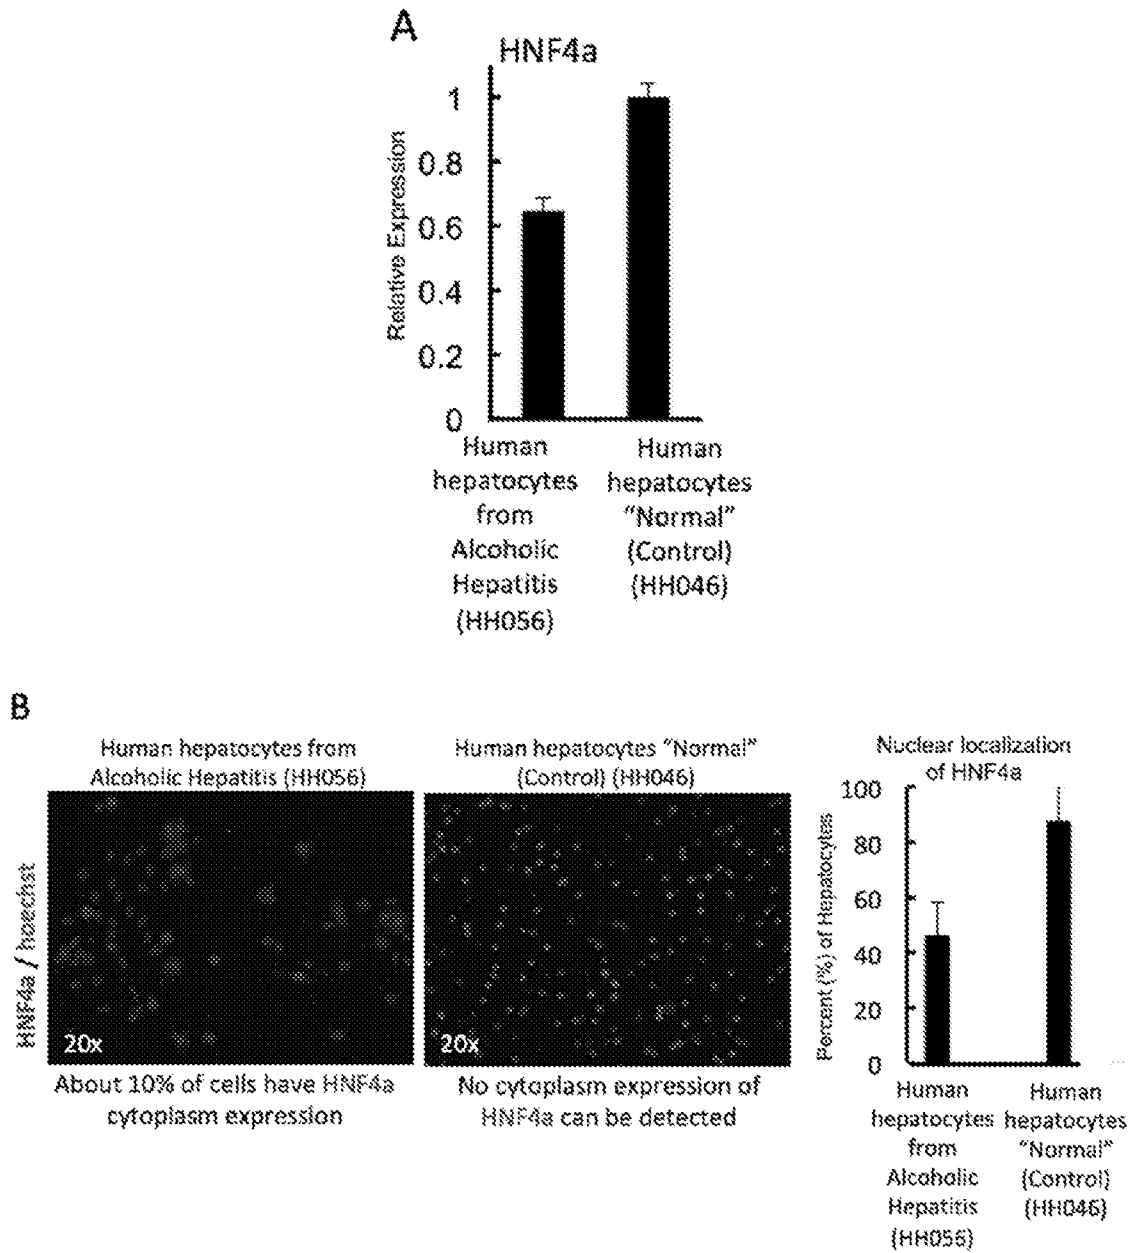 A
HNF4a
1
0.8
0.6
0.4
0.2
0
Relative Expression
Human
hepatocytes
from
Alcoholic
Hepatitis
(HH056)
Human
hepatocytes
“Normal”
(Control)
(HH046)
B
Human hepatocytes from
Alcoholic Hepatitis (HH056)
Human hepatocytes “Normal”
(Control) (HH046)
HNF4a / hoechst
20x
20x
About 10% of cells have HNF4a
cytoplasm expression
No cytoplasm expression of
HNF4a can be detected
Nuclear localization
of HNF4a
100
80
60
40
20
0
Percent (%) of Hepatocytes
Human
hepatocytes
from
Alcoholic
Hepatitis
(HH056)
Human
hepatocytes
“Normal”
(Control)
(HH046)